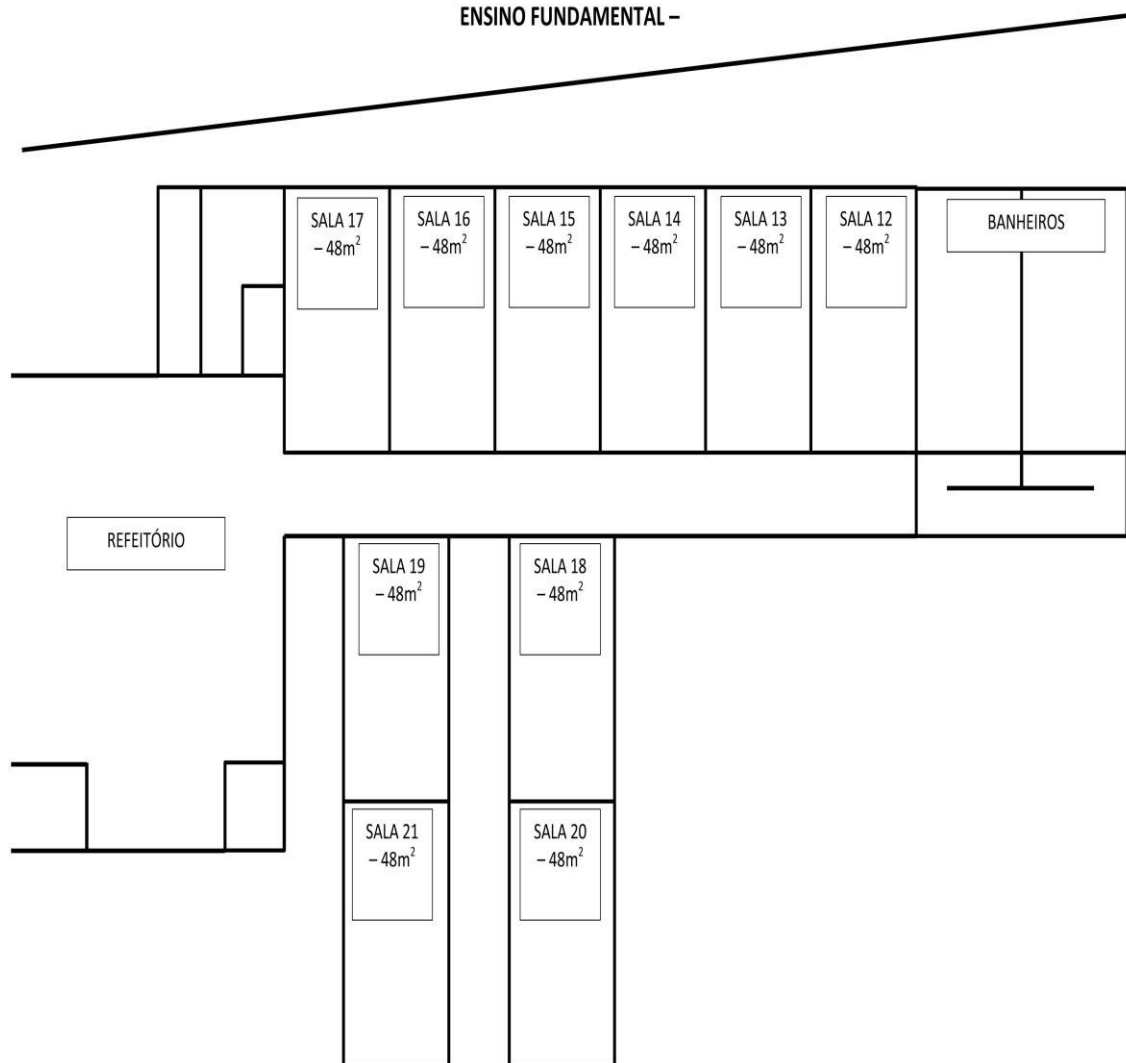 ENSINO FUNDAMENTAL –
SALA 17
– 48m²
SALA 16
– 48m²
SALA 15
– 48m²
SALA 14
– 48m²
SALA 13
– 48m²
SALA 12
– 48m²
BANHEIROS
REFEITÓRIO
SALA 19
– 48m²
SALA 18
– 48m²
SALA 21
– 48m²
SALA 20
– 48m²